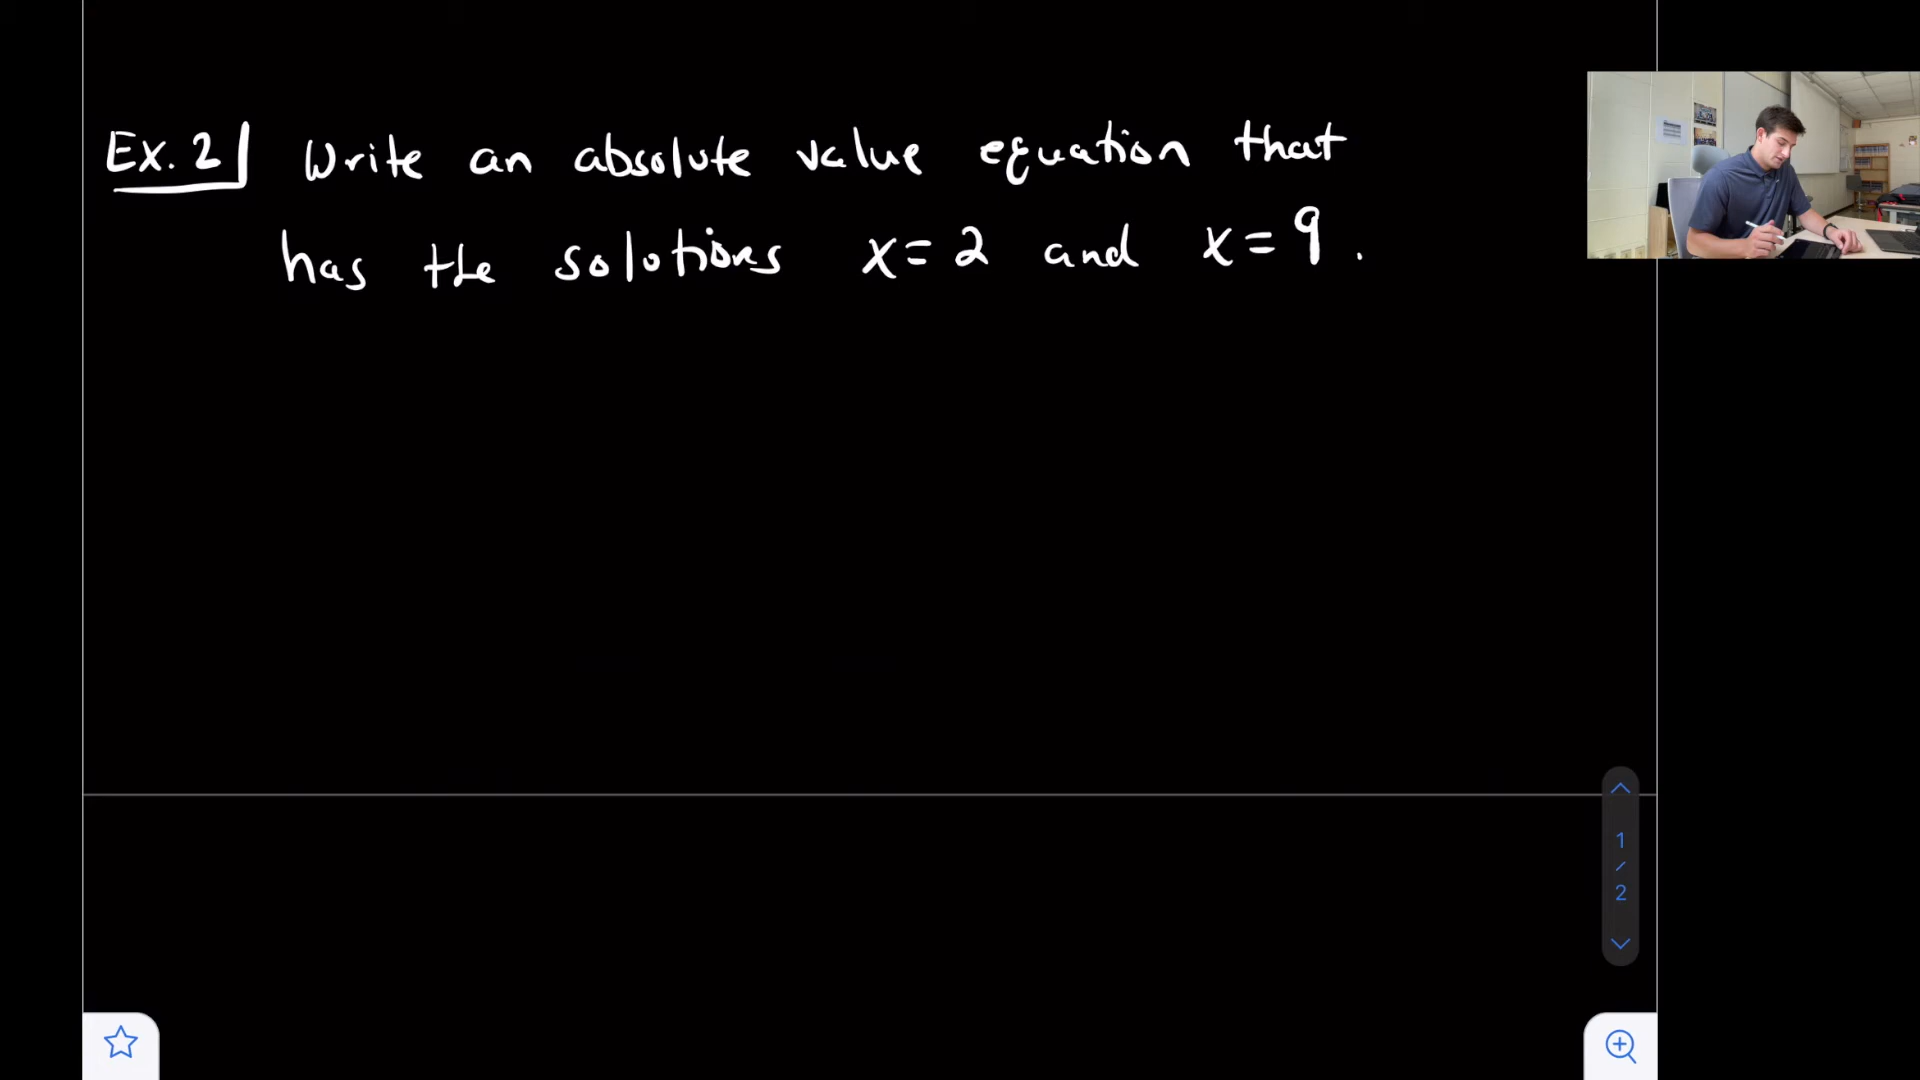 Ex. 2 Write an absolute value equation that
has the solutions x = 2 and x = 9 .
1
/
2